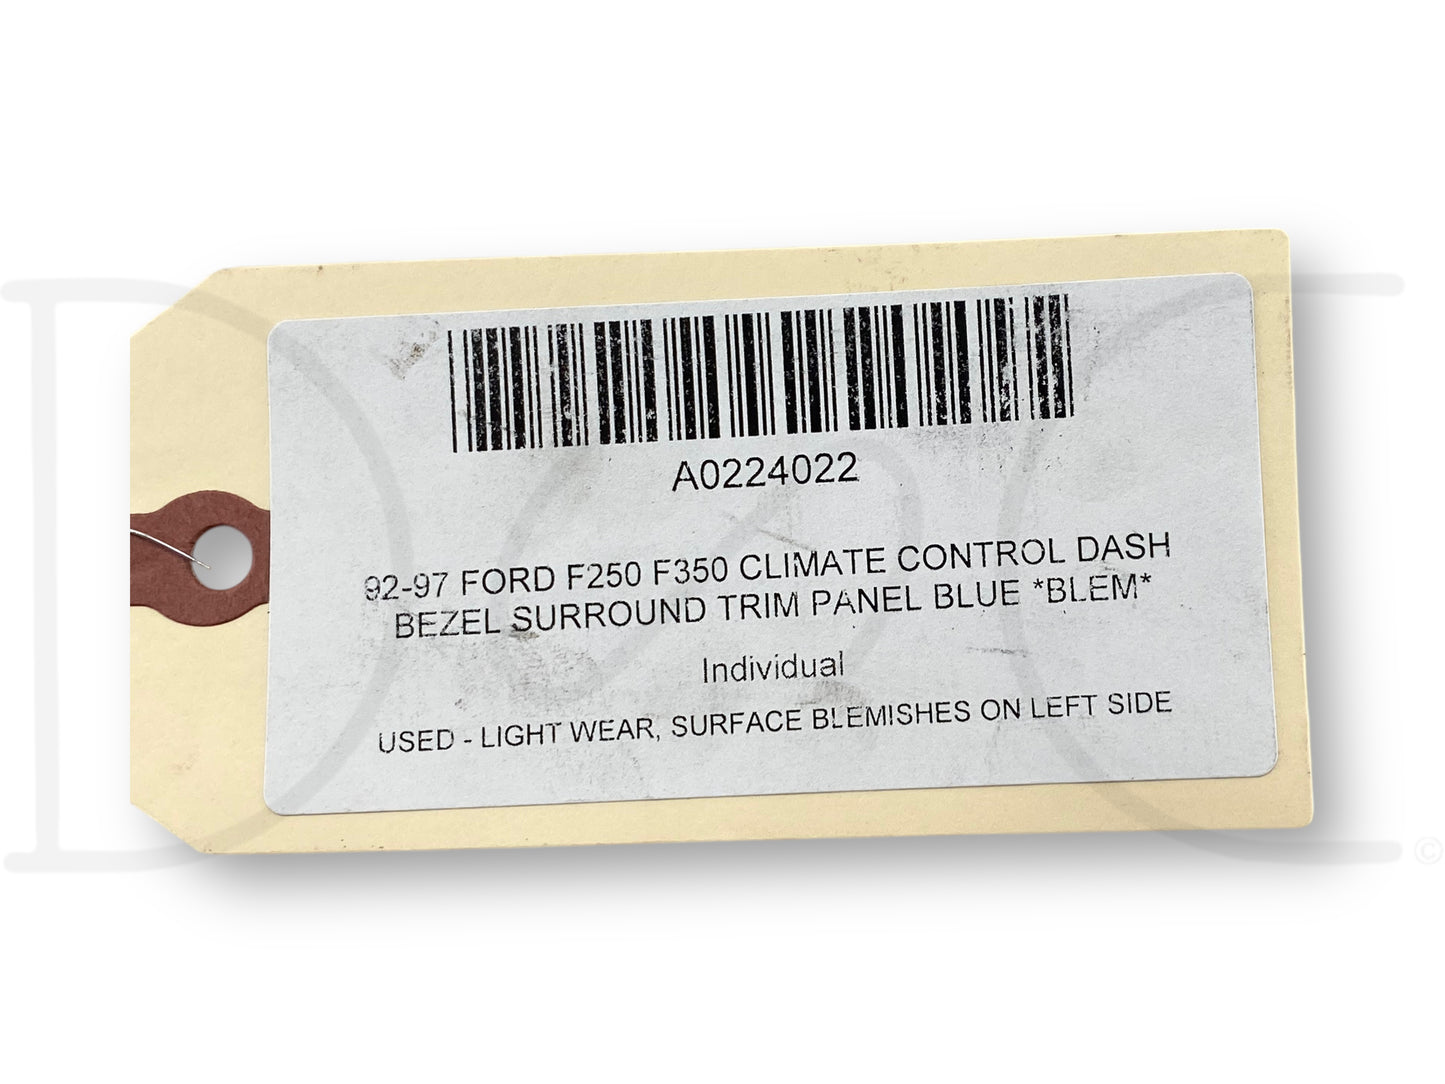 A0224022
92-97 FORD F250 F350 CLIMATE CONTROL DASH
BEZEL SURROUND TRIM PANEL BLUE *BLEM*
Individual
USED - LIGHT WEAR, SURFACE BLEMISHES ON LEFT SIDE
©